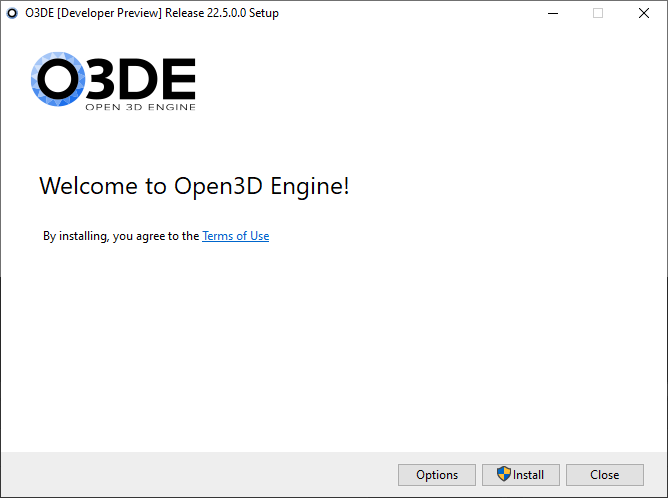 O3DE [Developer Preview] Release 22.5.0.0 Setup
O3DE
OPEN 3D ENGINE
Welcome to Open3D Engine!
By installing, you agree to the Terms of Use
Options Install Close